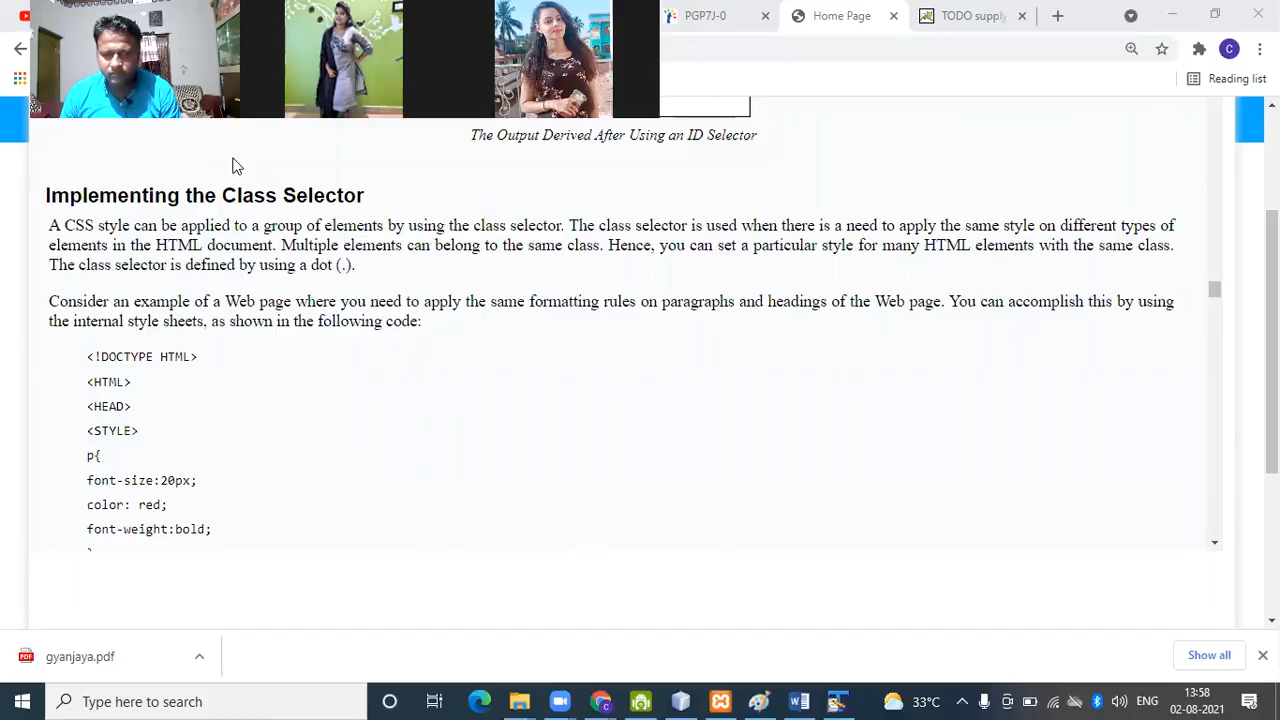 PGP7J-0
Home Page
TODO supply
C
Reading list
The Output Derived After Using an ID Selector
Implementing the Class Selector
A CSS style can be applied to a group of elements by using the class selector. The class selector is used when there is a need to apply the same style on different types of
elements in the HTML document. Multiple elements can belong to the same class. Hence, you can set a particular style for many HTML elements with the same class.
The class selector is defined by using a dot (.).
Consider an example of a Web page where you need to apply the same formatting rules on paragraphs and headings of the Web page. You can accomplish this by using
the internal style sheets, as shown in the following code:
<!DOCTYPE HTML>
<HTML>
<HEAD>
<STYLE>
p{
font-size:20px;
color: red;
font-weight:bold;
}
gyanjaya.pdf
Show all
Type here to search
33°C
ENG
13:58
02-08-2021